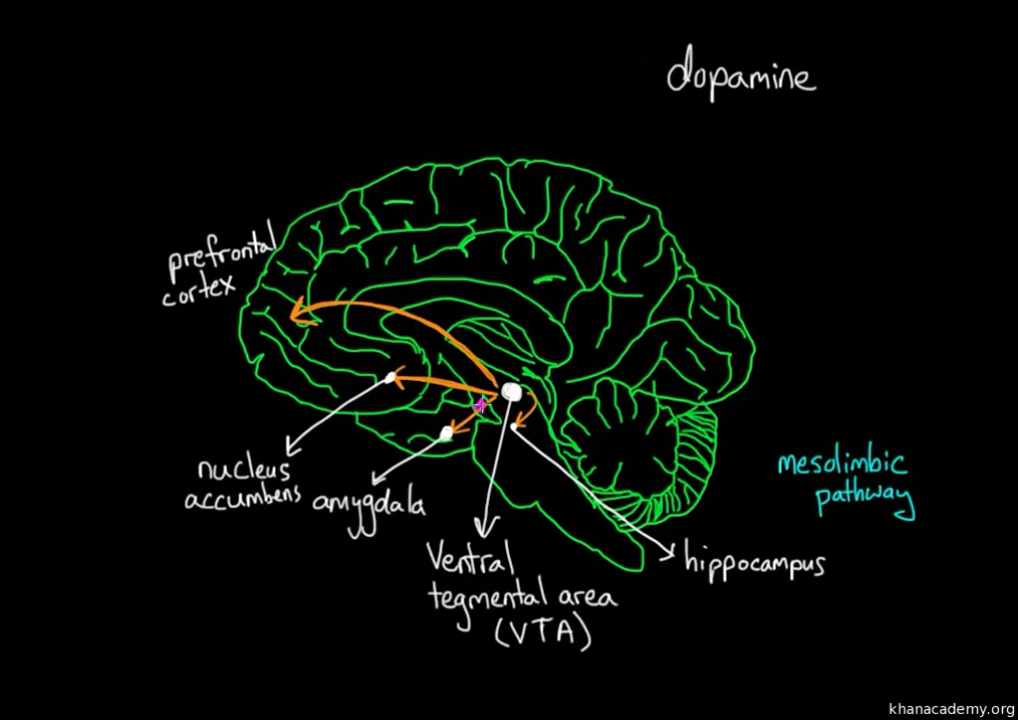 dopamine
prefrontal
cortex
nucleus
accumbens
amygdala
mesolimbic
pathway
Ventral
tegmental area
(VTA)
hippocampus
khanacademy.org